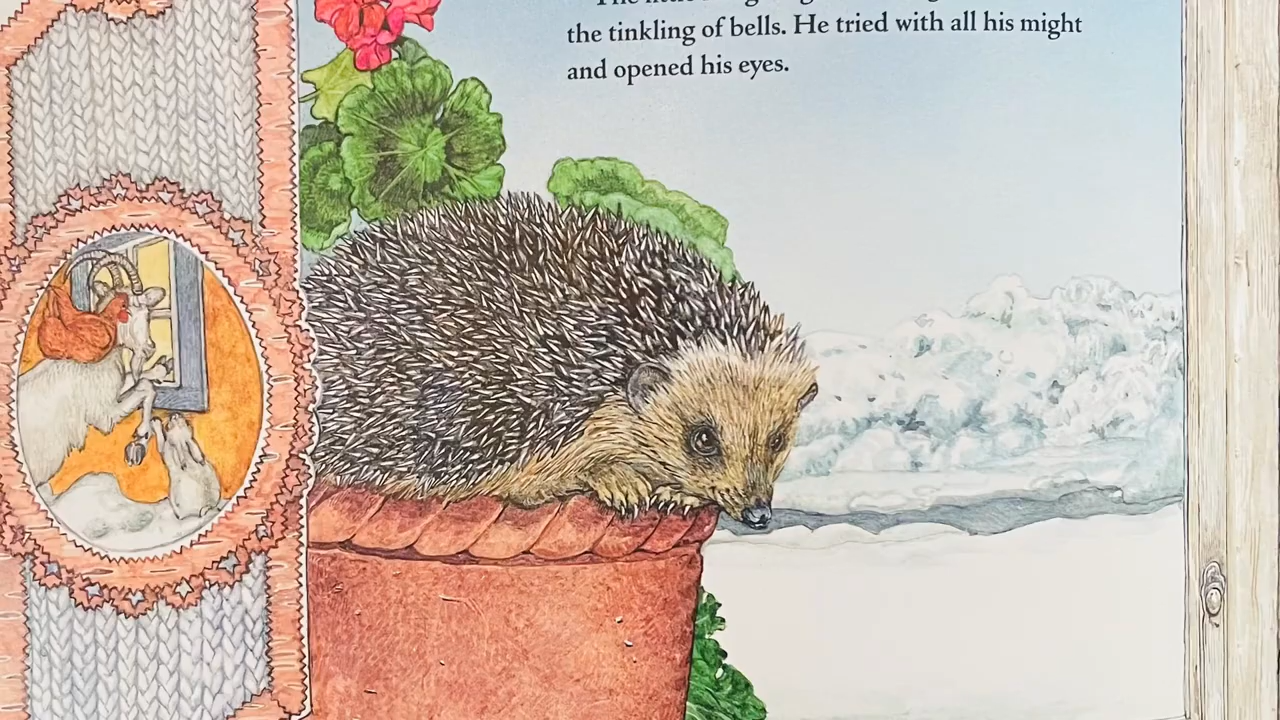 the tinkling of bells. He tried with all his might
and opened his eyes.